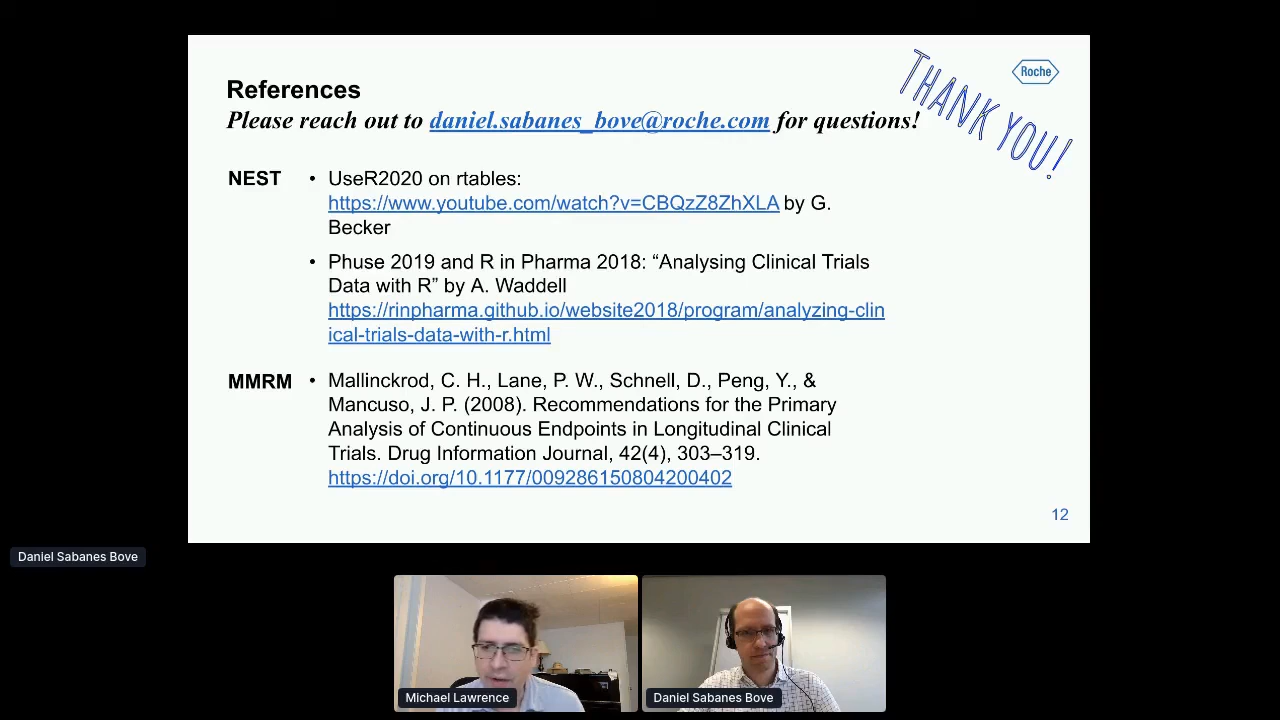 References
THANK YOU!
Roche
Please reach out to daniel.sabanes_bove@roche.com for questions!
NEST
• UseR2020 on rtables:
https://www.youtube.com/watch?v=CBQzZ8ZhXLA by G.
Becker
• Phuse 2019 and R in Pharma 2018: “Analysing Clinical Trials
Data with R” by A. Waddell
https://rinpharma.github.io/website2018/program/analyzing-clin
ical-trials-data-with-r.html
MMRM
• Mallinckrod, C. H., Lane, P. W., Schnell, D., Peng, Y., &
Mancuso, J. P. (2008). Recommendations for the Primary
Analysis of Continuous Endpoints in Longitudinal Clinical
Trials. Drug Information Journal, 42(4), 303–319.
https://doi.org/10.1177/009286150804200402
12
Daniel Sabanes Bove
Michael Lawrence
Daniel Sabanes Bove